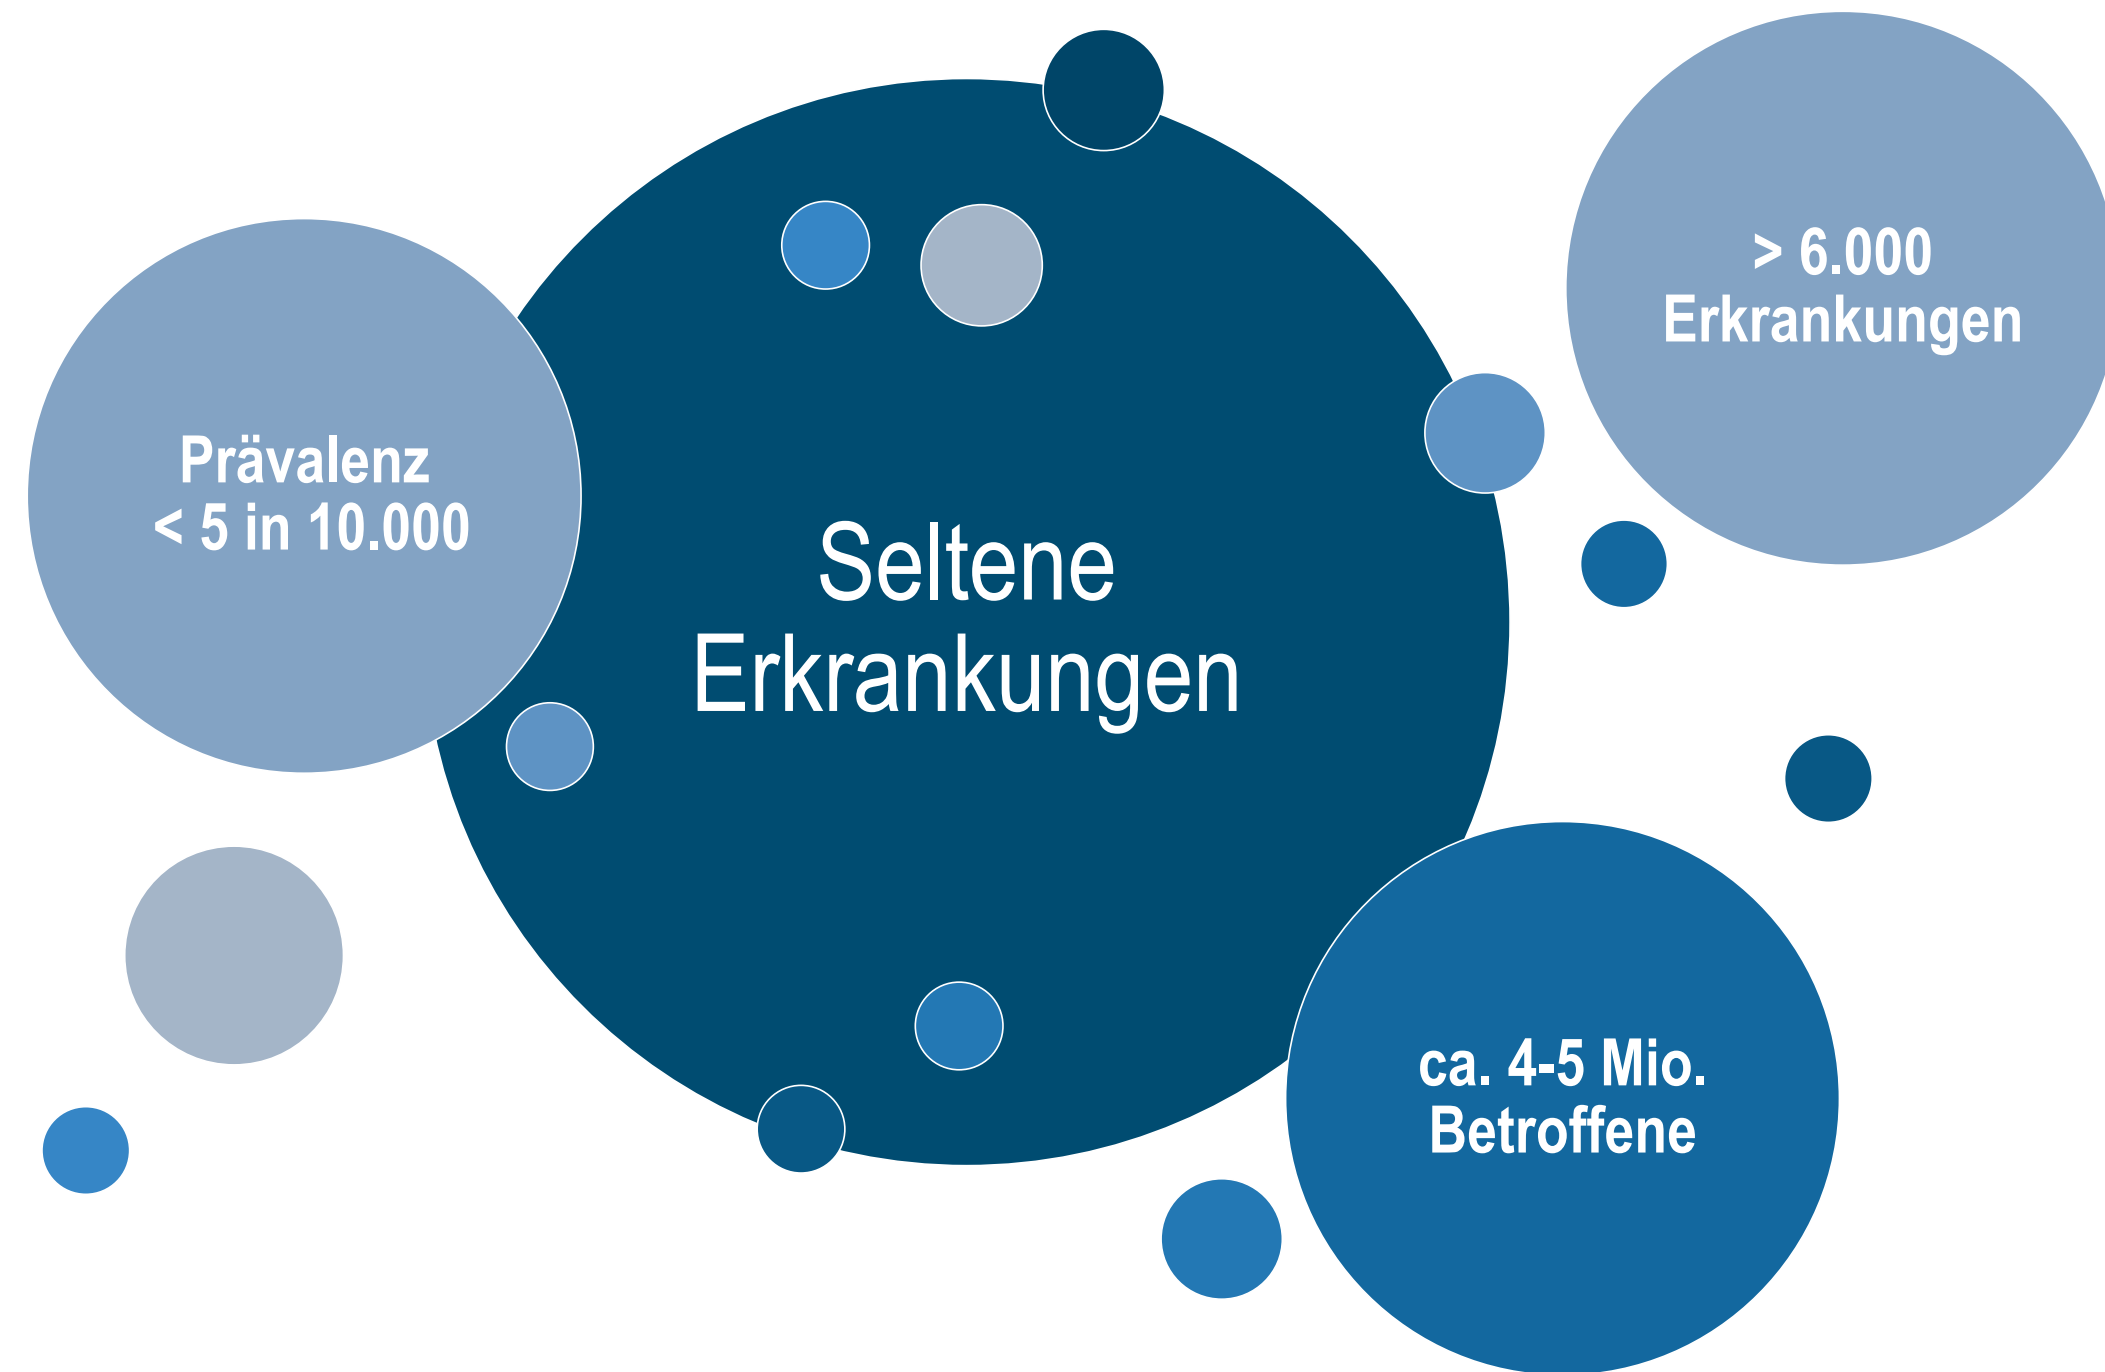 Seltene
Erkrankungen
Prävalenz
< 5 in 10.000
> 6.000
Erkrankungen
ca. 4-5 Mio.
Betroffene